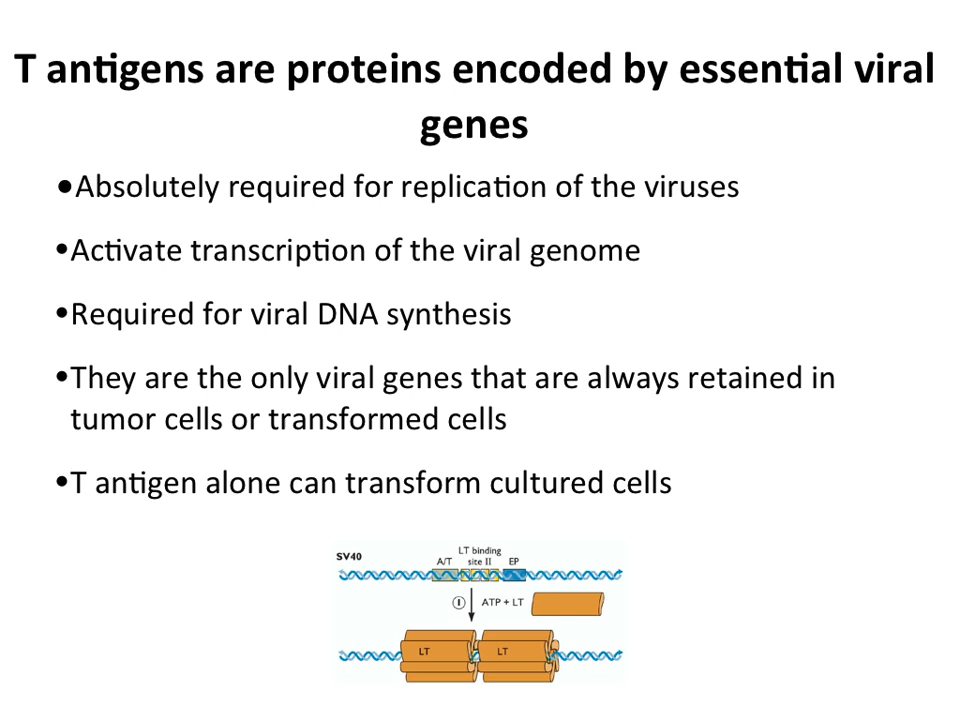 T antigens are proteins encoded by essential viral
genes
•Absolutely required for replication of the viruses
•Activate transcription of the viral genome
•Required for viral DNA synthesis
•They are the only viral genes that are always retained in
tumor cells or transformed cells
•T antigen alone can transform cultured cells
SV40
LT binding
A/T site II EP
1 ATP + LT
LT LT